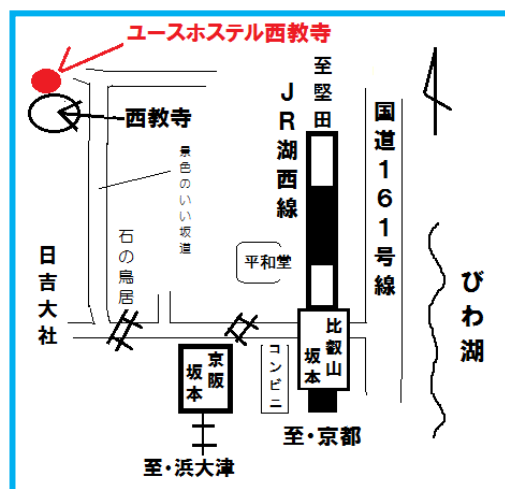 ユースホステル西教寺
西教寺
至堅田
JR湖西線
国道161号線
景色のいい坂道
石の鳥居
日吉大社
平和堂
びわ湖
比叡山
坂本
京阪
坂本
コンビニ
至・京都
至・浜大津